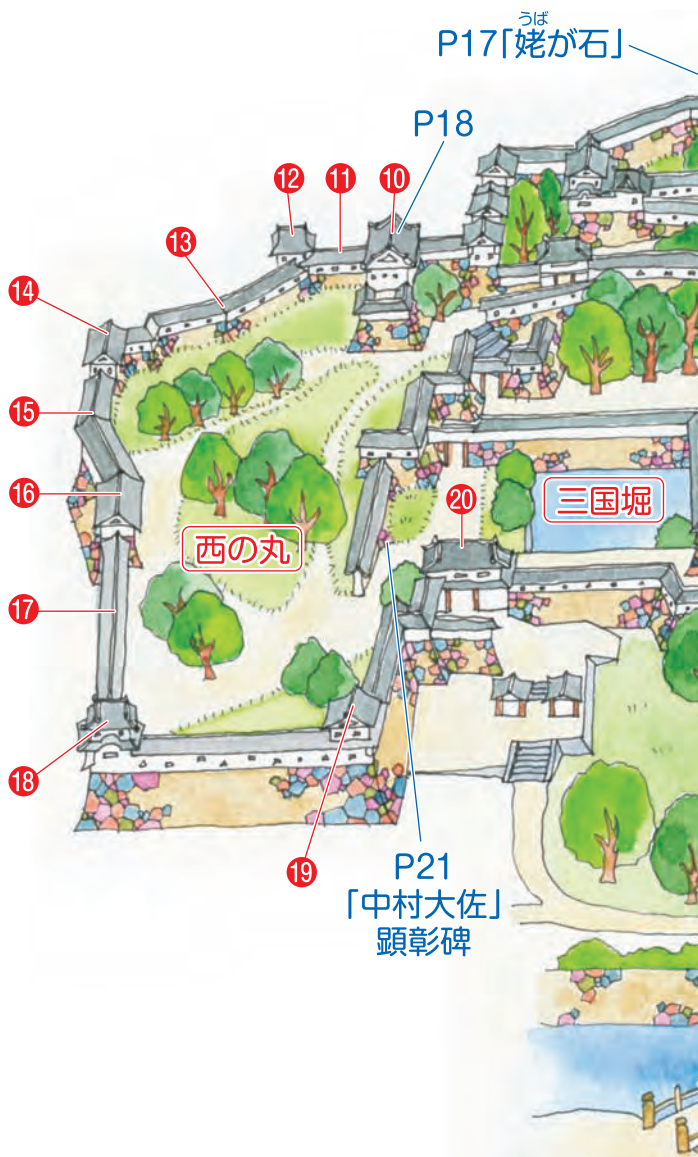 うば
P17「姥が石」
P18
⑫
⑪
⑩
⑬
⑭
⑮
⑯
⑳
三国堀
西の丸
⑰
⑱
⑲
P21
「中村大佐」
顕彰碑